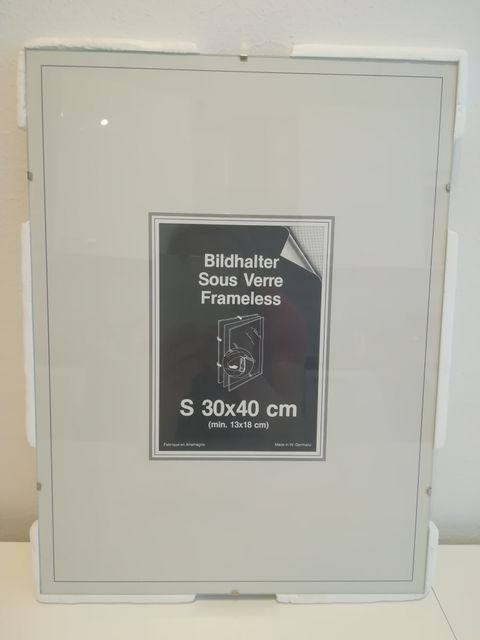 Bildhalter
Sous Verre
Frameless
S 30x40 cm
(min. 13x18 cm)
Fabriqué en Allemagne
Made in W.-Germany